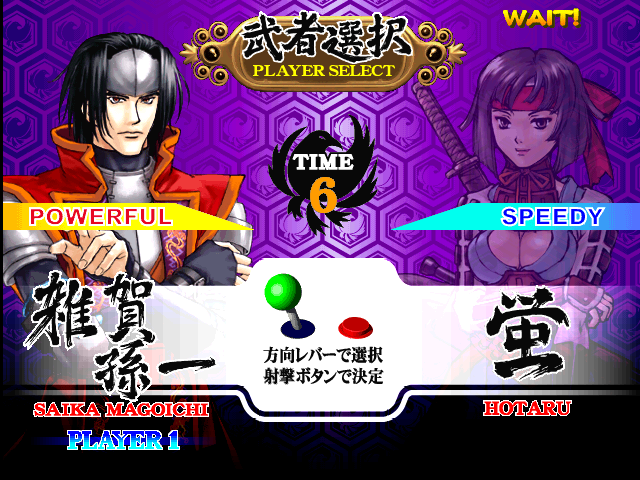 WAIT!
武者選択
PLAYER SELECT
TIME
6
POWERFUL
SPEEDY
雑賀
孫一
SAIKA MAGOICHI
PLAYER 1
方向レバーで選択
射撃ボタンで決定
蛍
HOTARU